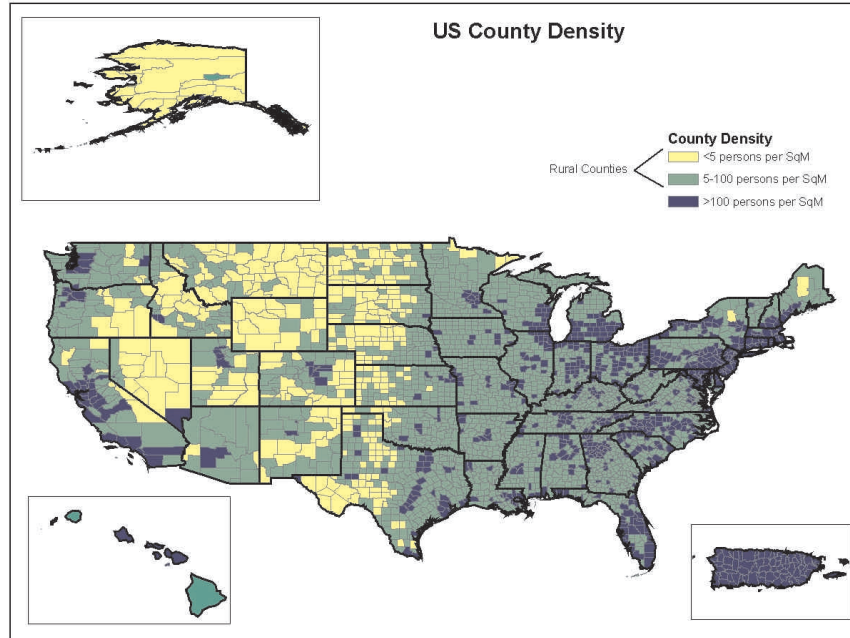 US County Density
County Density
Rural Counties
<5 persons per SqM
5-100 persons per SqM
>100 persons per SqM